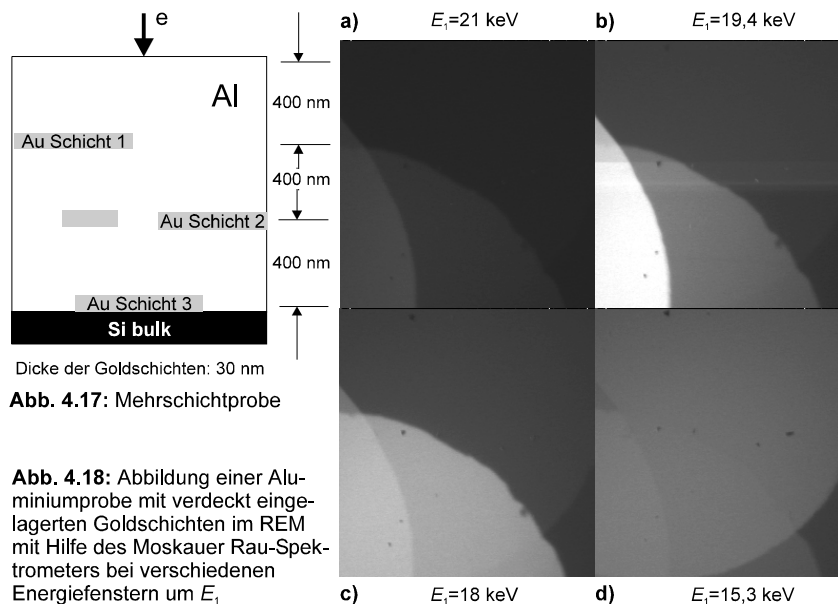 e
Al
400 nm
Au Schicht 1
400 nm
Au Schicht 2
400 nm
Au Schicht 3
Si bulk
Dicke der Goldschichten: 30 nm
Abb. 4.17: Mehrschichtprobe
Abb. 4.18: Abbildung einer Alu-
miniumprobe mit verdeckt einge-
lagerten Goldschichten im REM
mit Hilfe des Moskauer Rau-Spek-
trometers bei verschiedenen
Energiefenstern um E₁
a) E₁=21 keV
b) E₁=19,4 keV
c) E₁=18 keV
d) E₁=15,3 keV